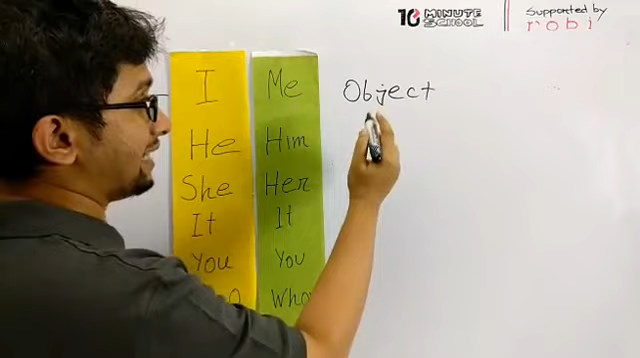 10 MINUTE SCHOOL
Supported by
robi
I Me Object
He Him
She Her
It It
You You